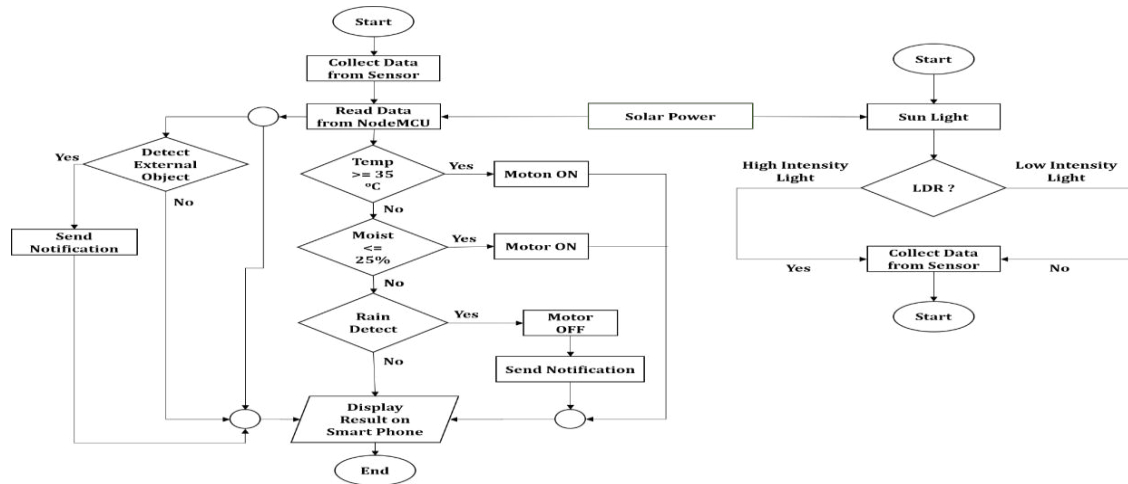 Start
Collect Data
from Sensor
Read Data
from NodeMCU
Solar Power
Detect
External
Object
Yes
No
Send
Notification
Temp
>= 35
ºC
Yes
Moton ON
No
Moist
<=
25%
Yes
Motor ON
No
Rain
Detect
Yes
Motor
OFF
Send Notification
No
Display
Result on
Smart Phone
End
Start
Sun Light
High Intensity
Light
LDR ?
Low Intensity
Light
Yes
Collect Data
from Sensor
No
Start